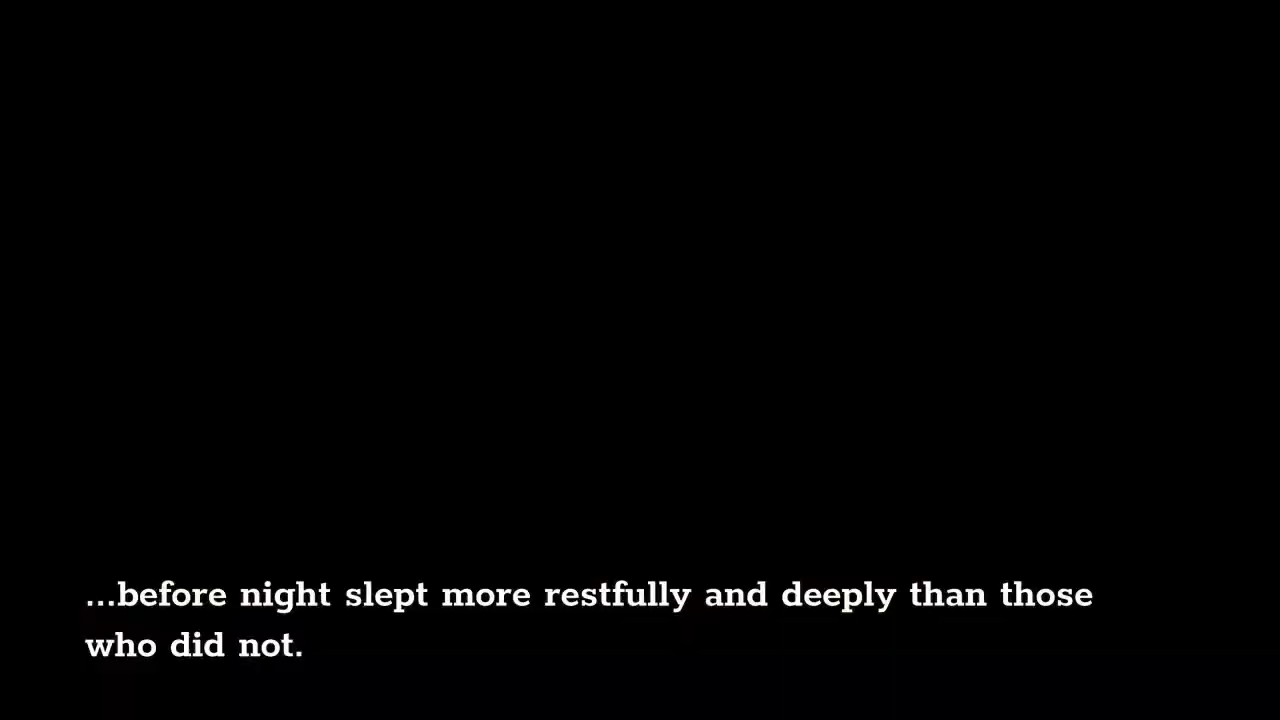 ...before night slept more restfully and deeply than those
who did not.